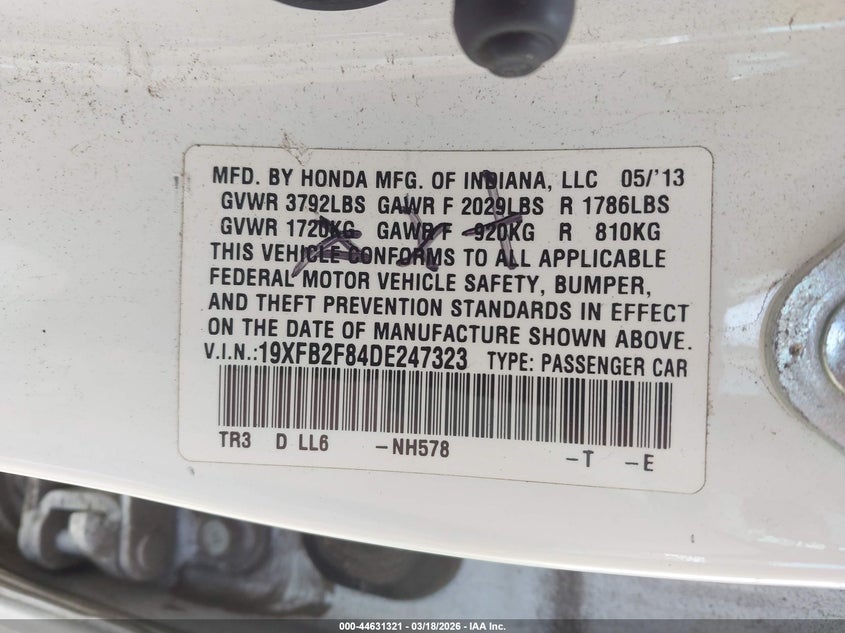 MFD. BY HONDA MFG. OF INDIANA, LLC 05/'13
GVWR 3792LBS GAWR F 2029LBS R 1786LBS
GVWR 1720KG GAWR F 920KG R 810KG
THIS VEHICLE CONFORMS TO ALL APPLICABLE
FEDERAL MOTOR VEHICLE SAFETY, BUMPER,
AND THEFT PREVENTION STANDARDS IN EFFECT
ON THE DATE OF MANUFACTURE SHOWN ABOVE.
V.I.N.:19XFB2F84DE247323 TYPE: PASSENGER CAR
TR3 D LL6 -NH578 -T -E
000-44631321 - 03/18/2026 - IAA Inc.